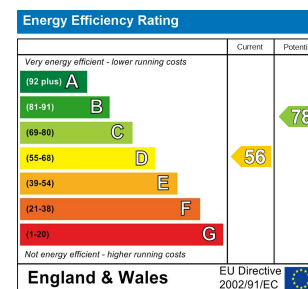 Energy Efficiency Rating
Current Potenti
Very energy efficient - lower running costs
(92 plus) A
(81-91) B
(69-80) C
(55-68) D
(39-54) E
(21-38) F
(1-20) G
56
78
Not energy efficient - higher running costs
England & Wales
EU Directive
2002/91/EC